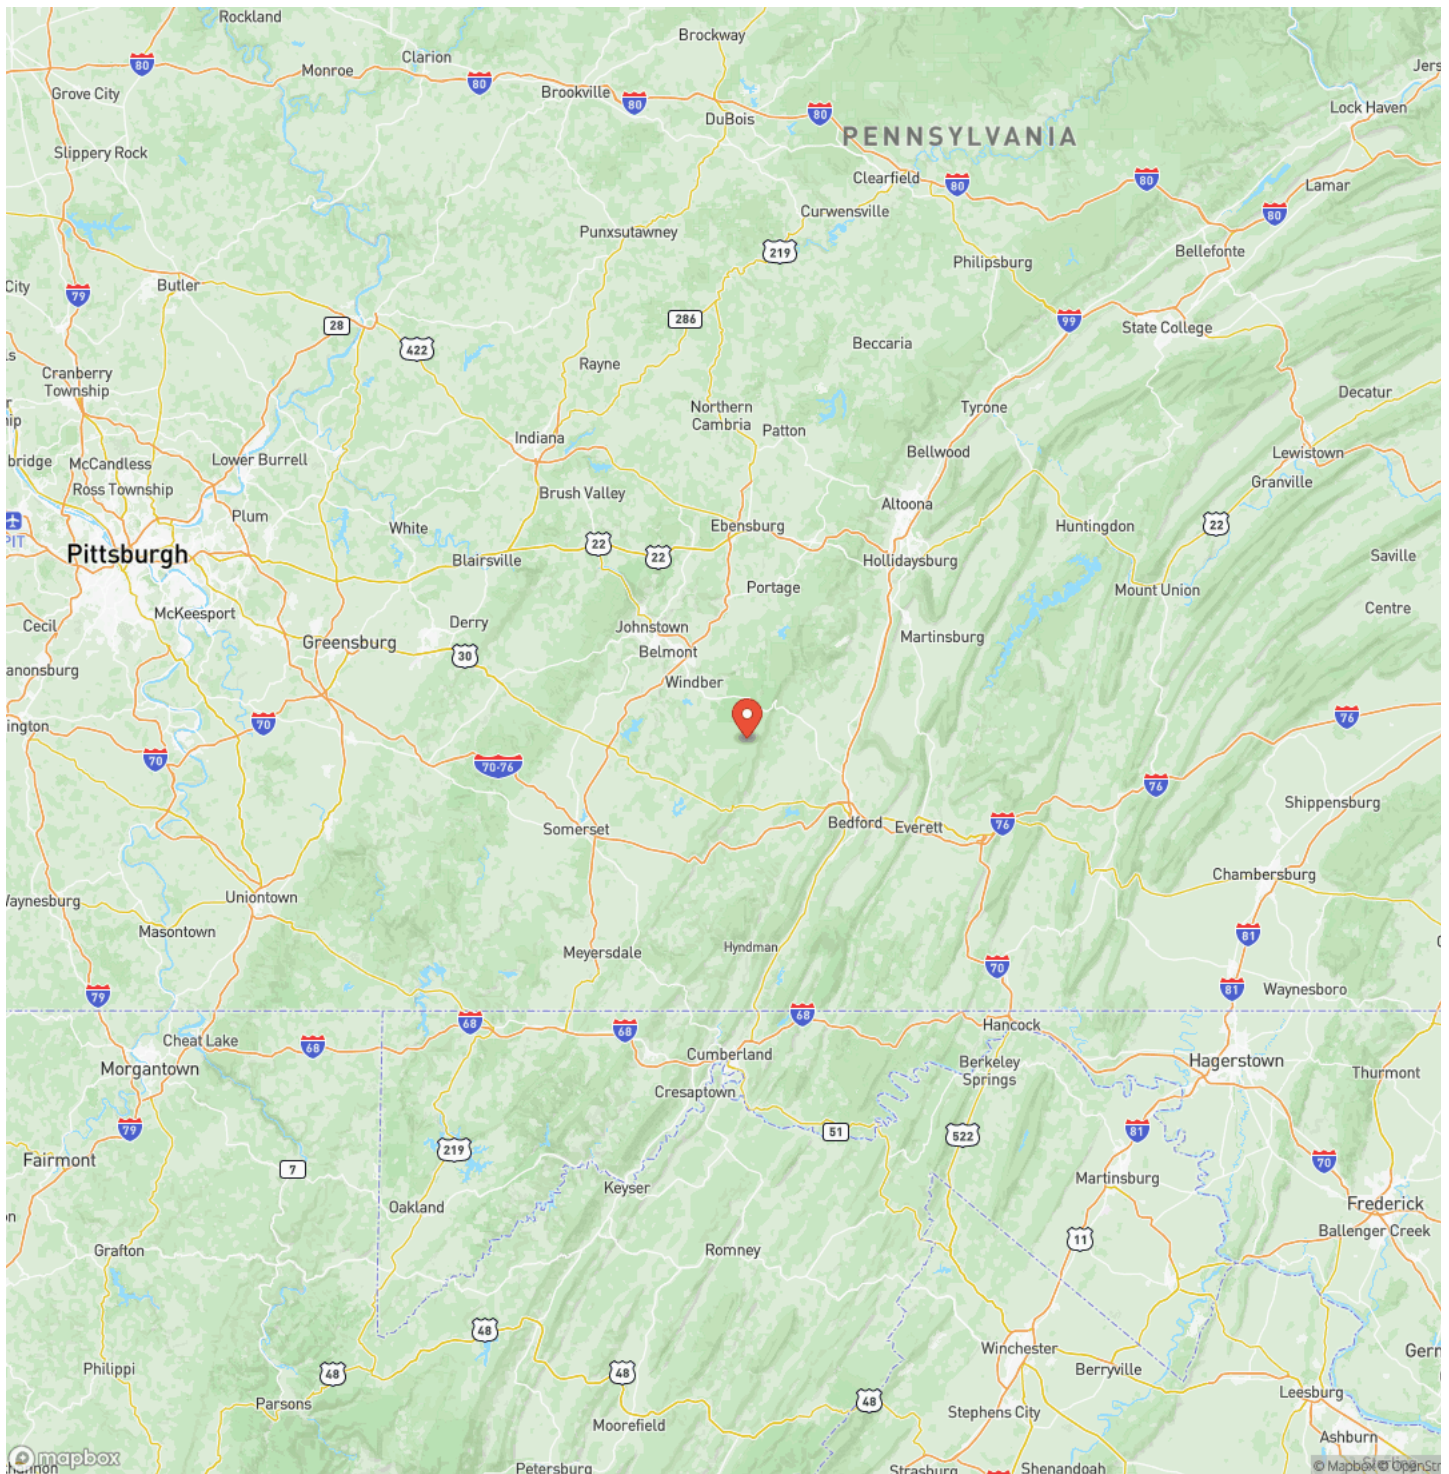 Rockland
Brockway
Clarion
80
Monroe
80
Jers
Grove City
Brookville
80
DuBois
80
Lock Haven
PENNSYLVANIA
Slippery Rock
Clearfield
80
80
Lamar
Curwensville
80
Punxsutawney
219
Bellefonte
Philipsburg
City
79
Butler
28
286
99
State College
422
Beccaria
ls
Rayne
Cranberry
Township
Decatur
r
hip
Northern
Cambria
Tyrone
Patton
Indiana
Bellwood
bridge
McCandless
Lower Burrell
Lewistown
Ross Township
Brush Valley
Granville
Altoona
Plum
White
Ebensburg
Huntingdon
22
PIT
Pittsburgh
22
22
Blairsville
Hollidaysburg
Saville
Portage
Mount Union
McKeesport
Centre
Cecil
Derry
Johnstown
Greensburg
Martinsburg
30
Belmont
anonsburg
Windber
ington
70
76
70
70-76
76
Shippensburg
Somerset
Bedford
Everett
76
Chambersburg
Uniontown
Waynesburg
Masontown
81
Meyersdale
Hyndman
79
70
81
Waynesboro
68
68
68
Hancock
Cheat Lake
68
Cumberland
Morgantown
Berkeley
Springs
Hagerstown
Thurmont
Cresaptown
79
219
51
522
81
Fairmont
7
70
Martinsburg
Keyser
Oakland
Frederick
on
11
Ballenger Creek
Grafton
Romney
48
Winchester
Germ
Philippi
48
48
Berryville
Parsons
48
Leesburg
Moorefield
Stephens City
Ashburn
mapbox
Petersburg
Strasburg
Shenandoah
Sterling
© Mapbox © OpenStr